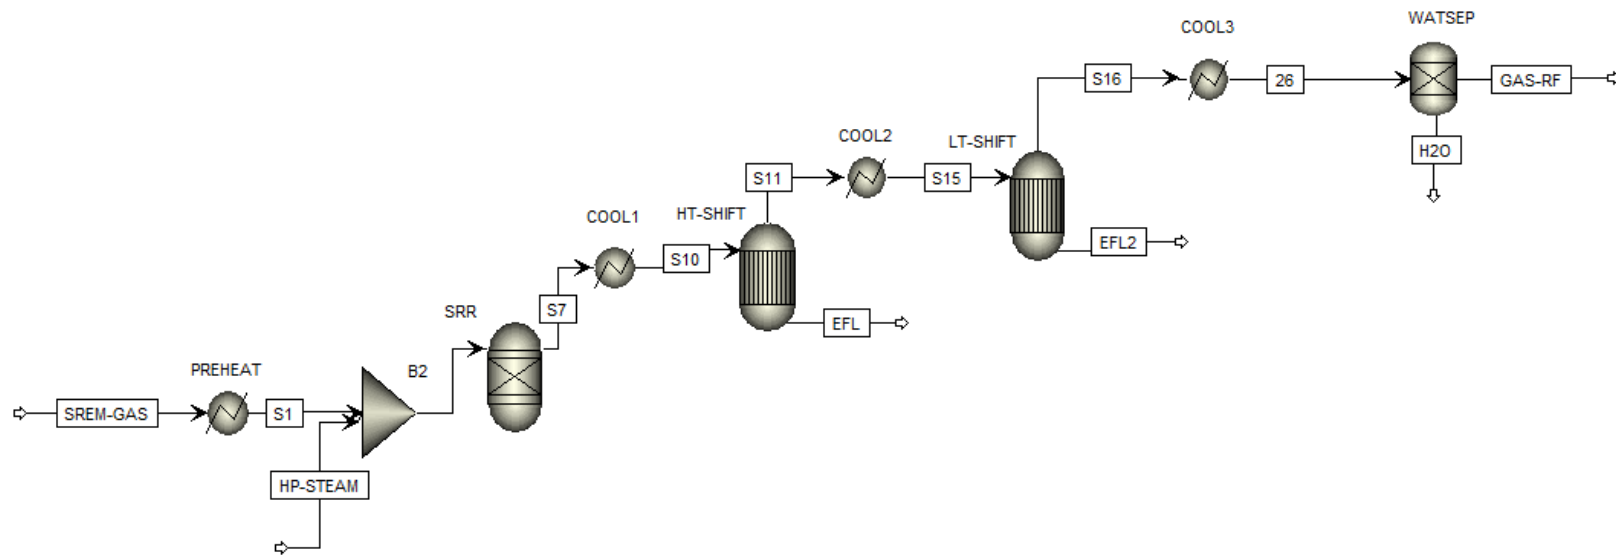 WATSEP
COOL3
S16
26
GAS-RF
COOL2
LT-SHIFT
H2O
S11
S15
COOL1
HT-SHIFT
EFL2
S10
SRR
S7
EFL
PREHEAT
B2
SREM-GAS
S1
HP-STEAM